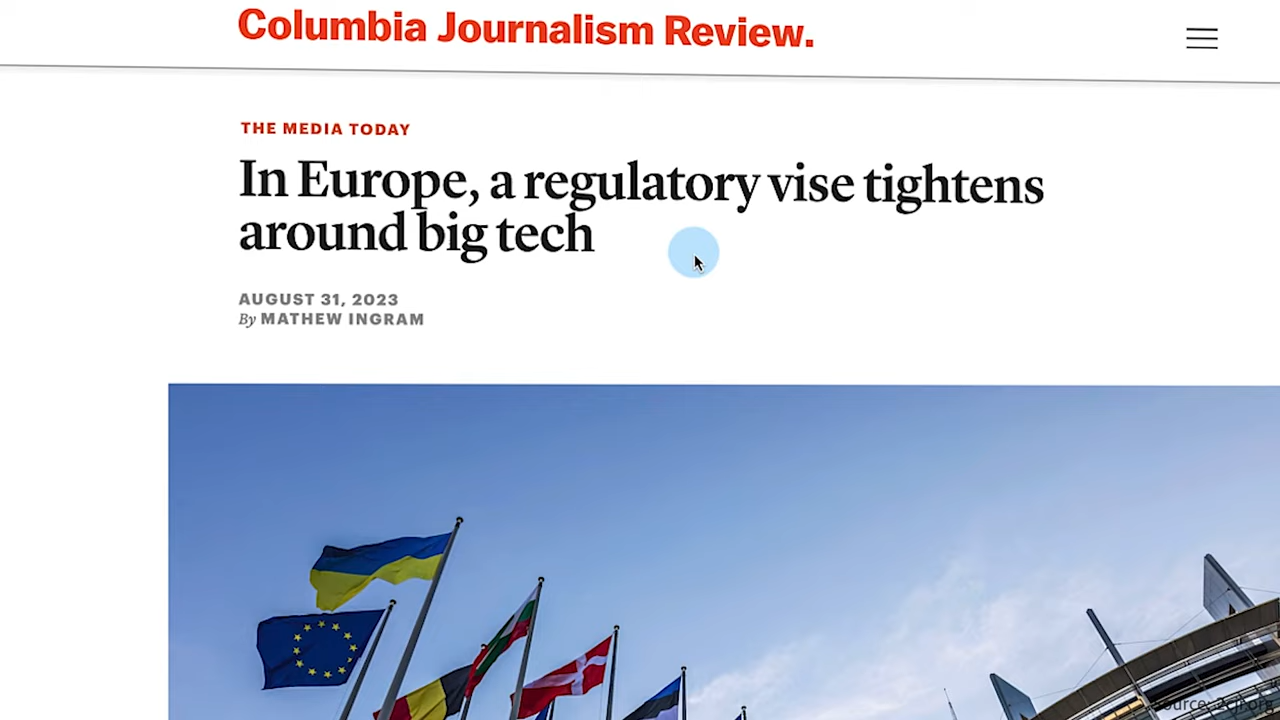 Columbia Journalism Review.
THE MEDIA TODAY
In Europe, a regulatory vise tightens
around big tech
AUGUST 31, 2023
By MATHEW INGRAM